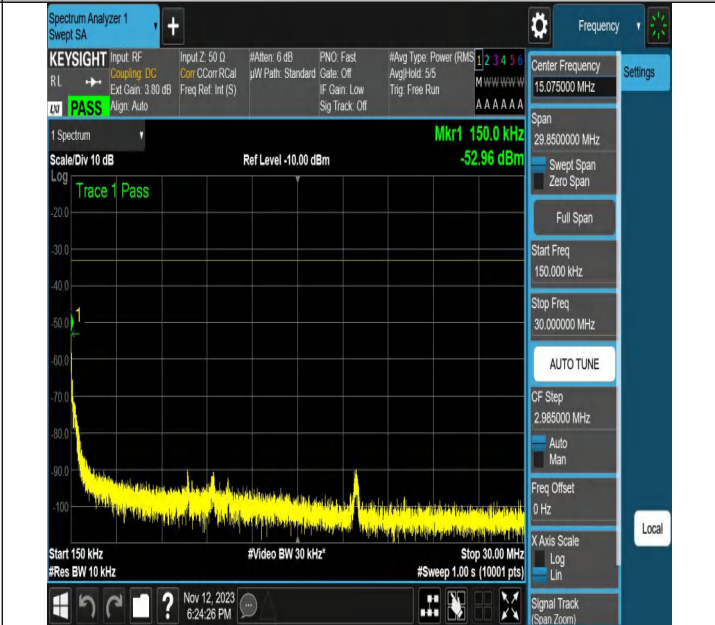 Spectrum Analyzer 1
Swept SA
+
Frequency
KEYSIGHT
RL
LXI
PASS
Input: RF
Coupling: DC
Ext Gain: 3.80 dB
Align: Auto
Input Z: 50 Ω
Corr CCorr RCal
Freq Ref: Int (S)
#Atten: 6 dB
µW Path: Standard
PNO: Fast
Gate: Off
IF Gain: Low
Sig Track: Off
#Avg Type: Power (RMS
Avg|Hold: 5/5
Trig: Free Run
1 2 3 4 5 6
M W W W W W
A A A A A A
1 Spectrum
Mkr1 150.0 kHz
-52.96 dBm
Scale/Div 10 dB
Ref Level -10.00 dBm
Log
Trace 1 Pass
-20.0
-30.0
-40.0
1
-50.0
-60.0
-70.0
-80.0
-90.0
-100
Start 150 kHz
#Video BW 30 kHz*
Stop 30.00 MHz
#Res BW 10 kHz
#Sweep 1.00 s (10001 pts)
?
Nov 12, 2023
6:24:26 PM
Center Frequency
15.075000 MHz
Settings
Span
29.8500000 MHz
Swept Span
Zero Span
Full Span
Start Freq
150.000 kHz
Stop Freq
30.000000 MHz
AUTO TUNE
CF Step
2.985000 MHz
Auto
Man
Freq Offset
0 Hz
Local
X Axis Scale
Log
Lin
Signal Track
(Span Zoom)